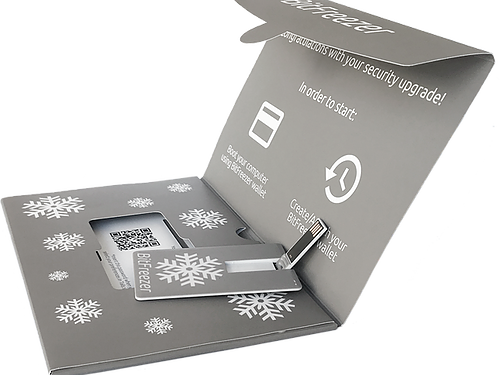 BitFreezer
Congratulations with your security upgrade!
In order to start:
Boot your computer
using BitFreezer wallet
your
BitFreezer wallet
BitFreezer